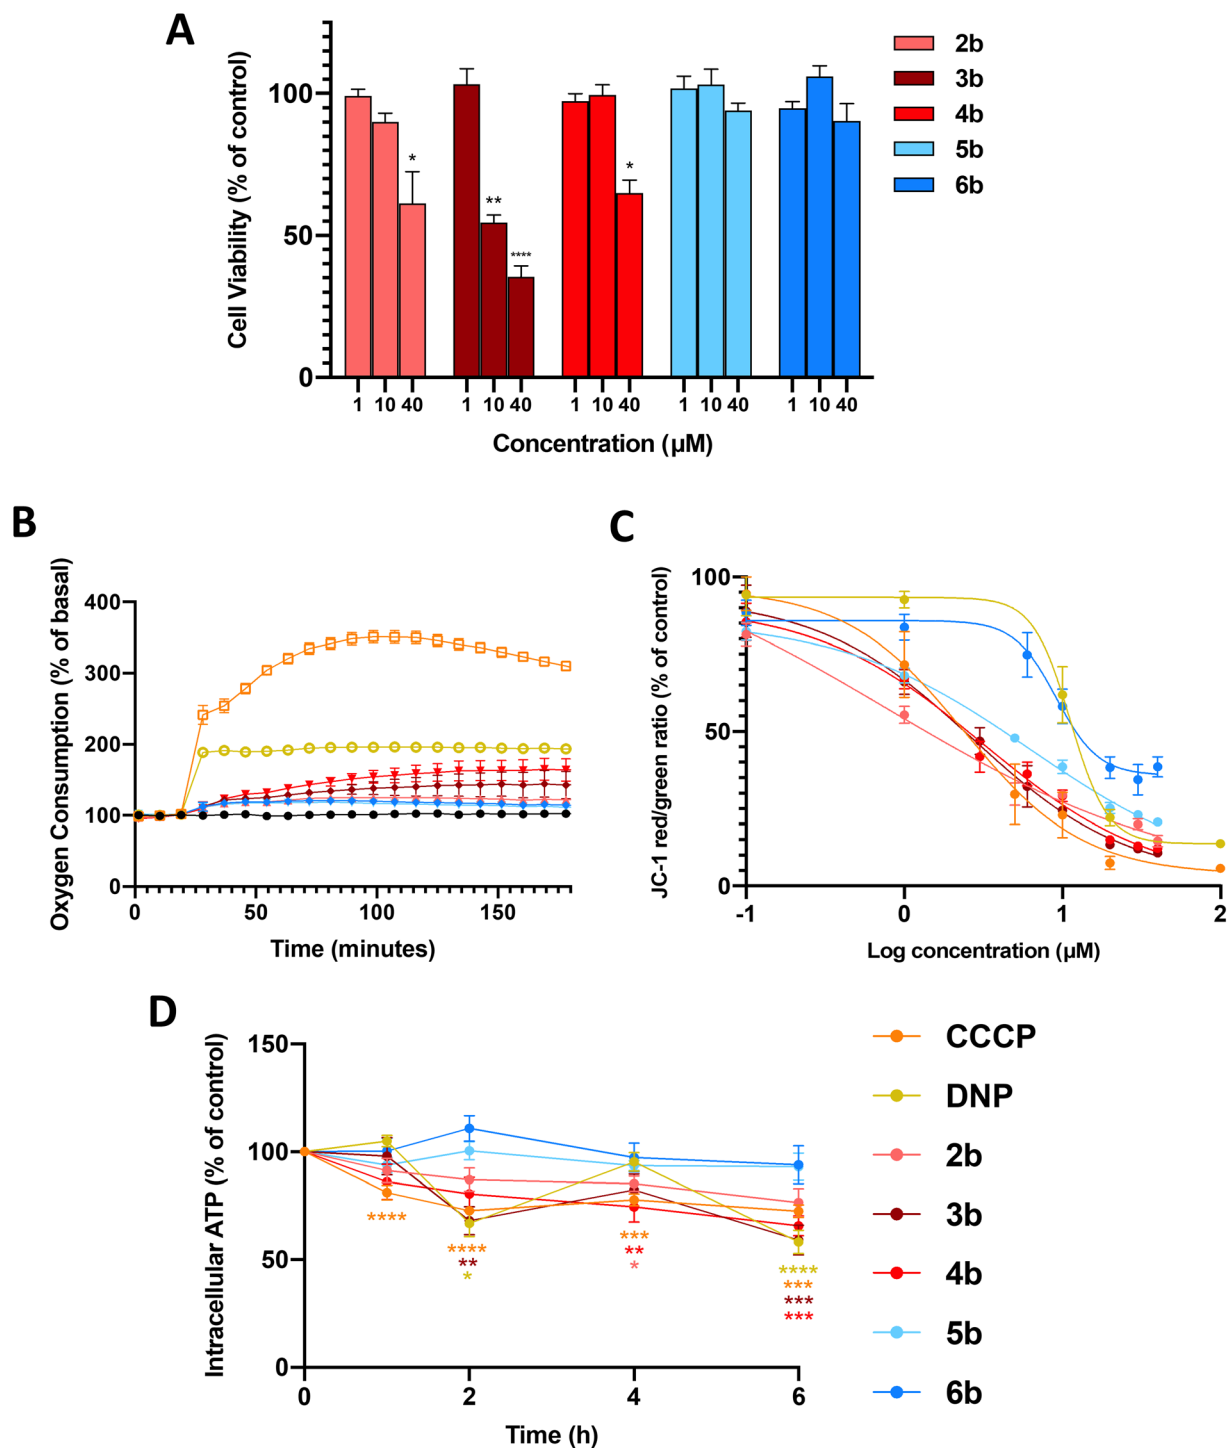 A
Cell Viability (% of control)
100
50
0
*
**
****
*
1 10 40 1 10 40 1 10 40 1 10 40 1 10 40
Concentration (µM)
2b
3b
4b
5b
6b
B
Oxygen Consumption (% of basal)
400
300
200
100
0
0 50 100 150
Time (minutes)
C
JC-1 red/green ratio (% of control)
100
50
0
-1 0 1 2
Log concentration (µM)
D
Intracellular ATP (% of control)
150
100
50
0
****
****
**
*
***
**
*
****
***
***
***
0 2 4 6
Time (h)
CCCP
DNP
2b
3b
4b
5b
6b